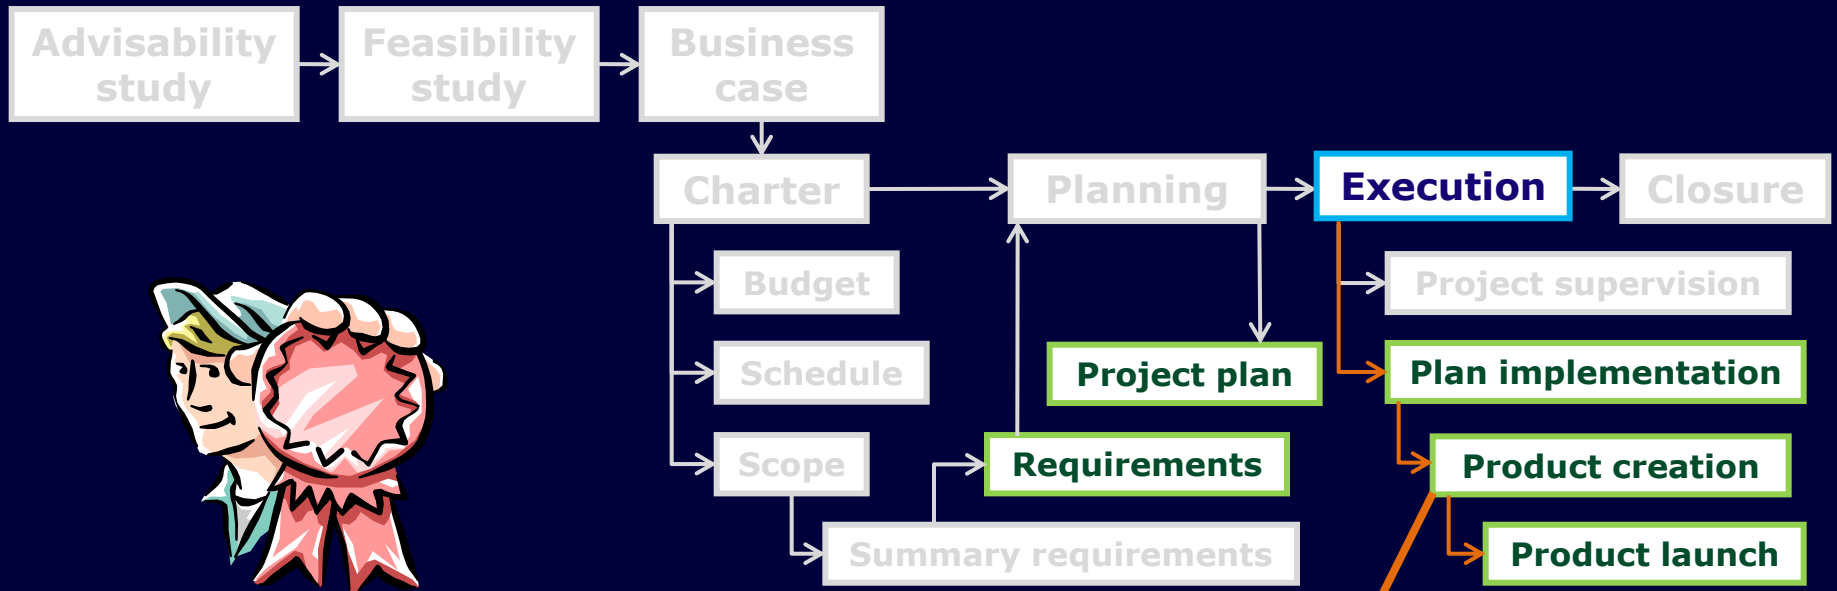 Advisability
study
Feasibility
study
Business
case
Charter
Planning
Execution
Closure
Budget
Project supervision
Schedule
Project plan
Plan implementation
Scope
Requirements
Product creation
Summary requirements
Product launch